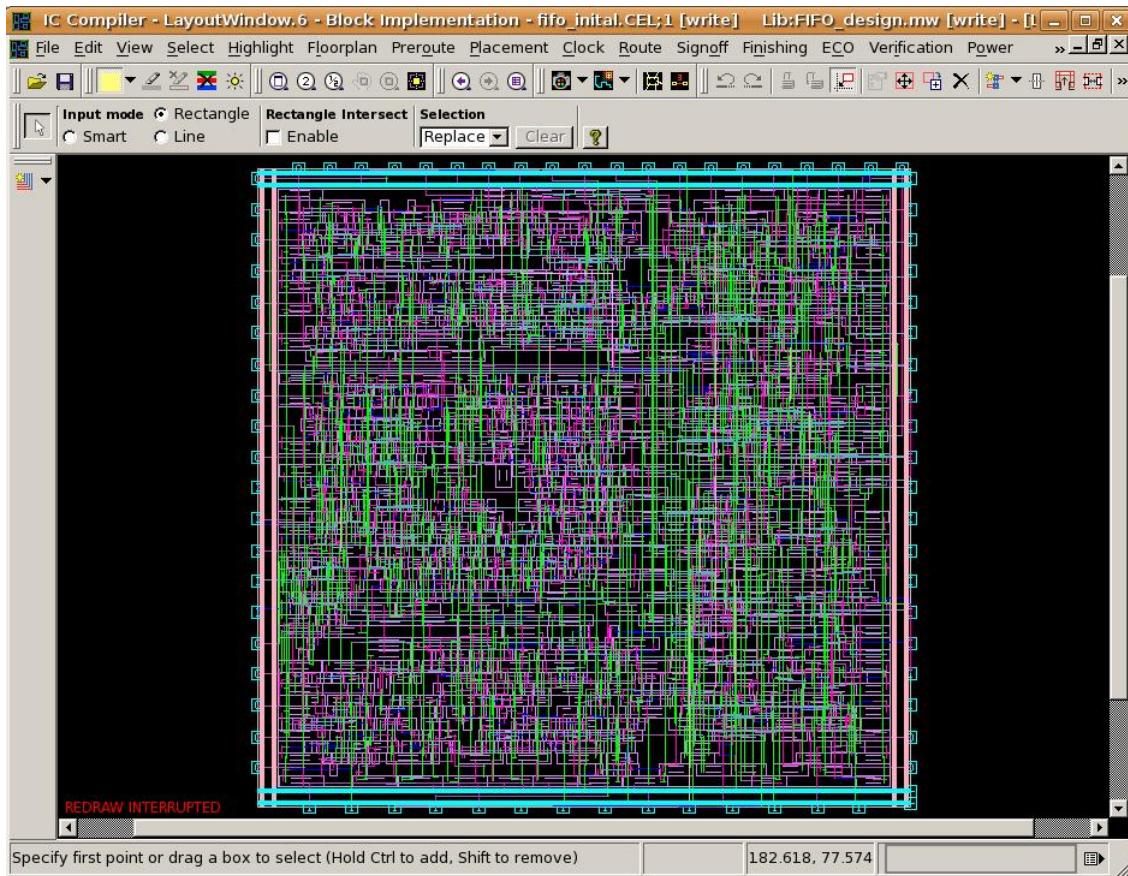 IC Compiler - LayoutWindow.6 - Block Implementation - fifo_inital.CEL;1 [write] Lib:FIFO_design.mw [write] - [L
File Edit View Select Highlight Floorplan Preroute Placement Clock Route Signoff Finishing ECO Verification Power »
»
Input mode Rectangle Rectangle Intersect Selection
Smart Line Enable Replace Clear ?
REDRAW INTERRUPTED
Specify first point or drag a box to select (Hold Ctrl to add, Shift to remove) 182.618, 77.574